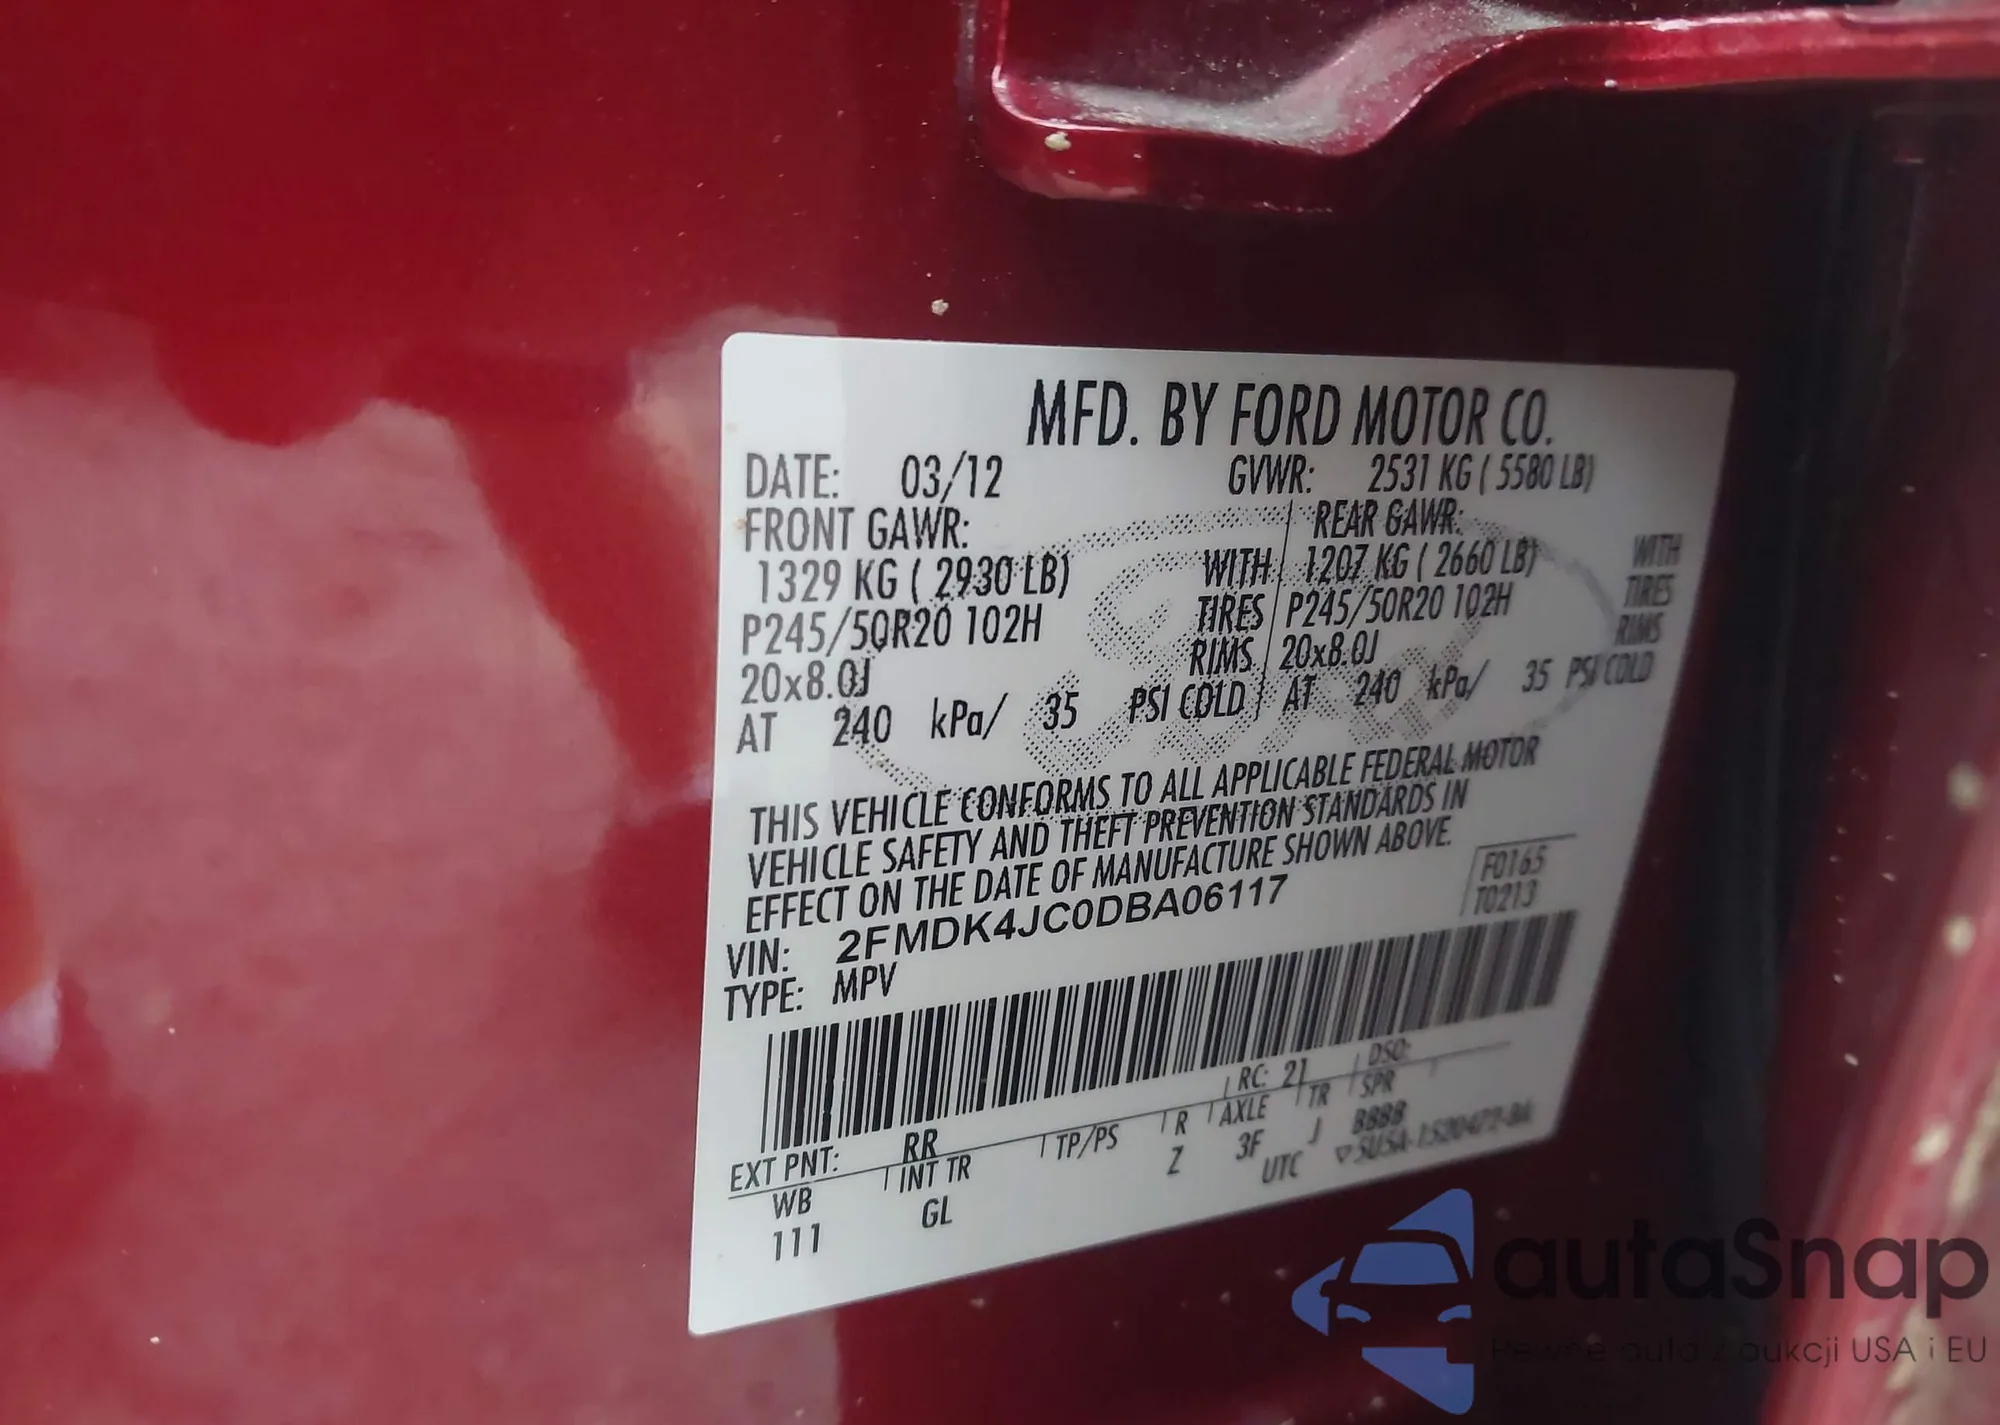 MFD. BY FORD MOTOR CO.
DATE: 03/12 GVWR: 2531 KG ( 5580 LB)
FRONT GAWR: REAR GAWR:
1329 KG ( 2930 LB) WITH 1207 KG ( 2660 LB) WITH
P245/50R20 102H TIRES P245/50R20 102H TIRES
20x8.0J RIMS 20x8.0J RIMS
AT 240 kPa/ 35 PSI COLD AT 240 kPa/ 35 PSI COLD
THIS VEHICLE CONFORMS TO ALL APPLICABLE FEDERAL MOTOR
VEHICLE SAFETY AND THEFT PREVENTION STANDARDS IN
EFFECT ON THE DATE OF MANUFACTURE SHOWN ABOVE.
F0165
T0213
VIN: 2FMDK4JC0DBA06117
TYPE: MPV
EXT PNT: RR RC: 21 DSO:
WB INT TR TP/PS R AXLE TR SPR
111 GL Z 3F J BBBB
UTC
autaSnap
Pewne auta z aukcji USA i EU